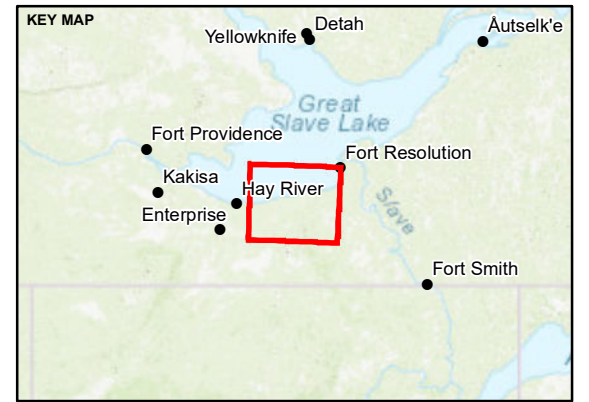 KEY MAP
Detah
Yellowknife
Åutselk'e
Great
Slave Lake
Fort Providence
Fort Resolution
Kakisa
Hay River
Enterprise
Slave
Fort Smith